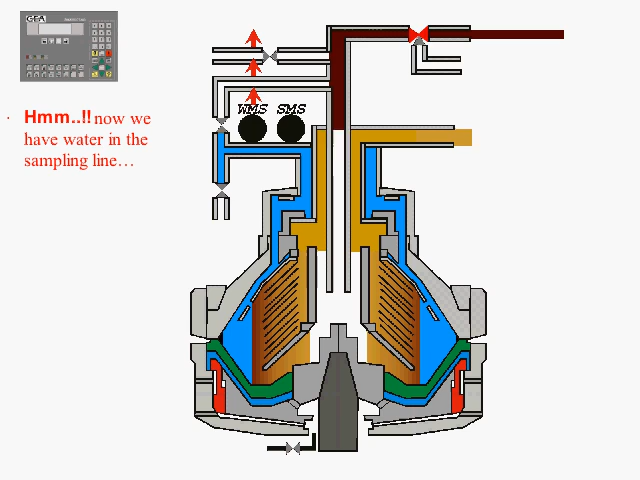 GEA
· Hmm..!! now we
have water in the
sampling line…
WMS SMS